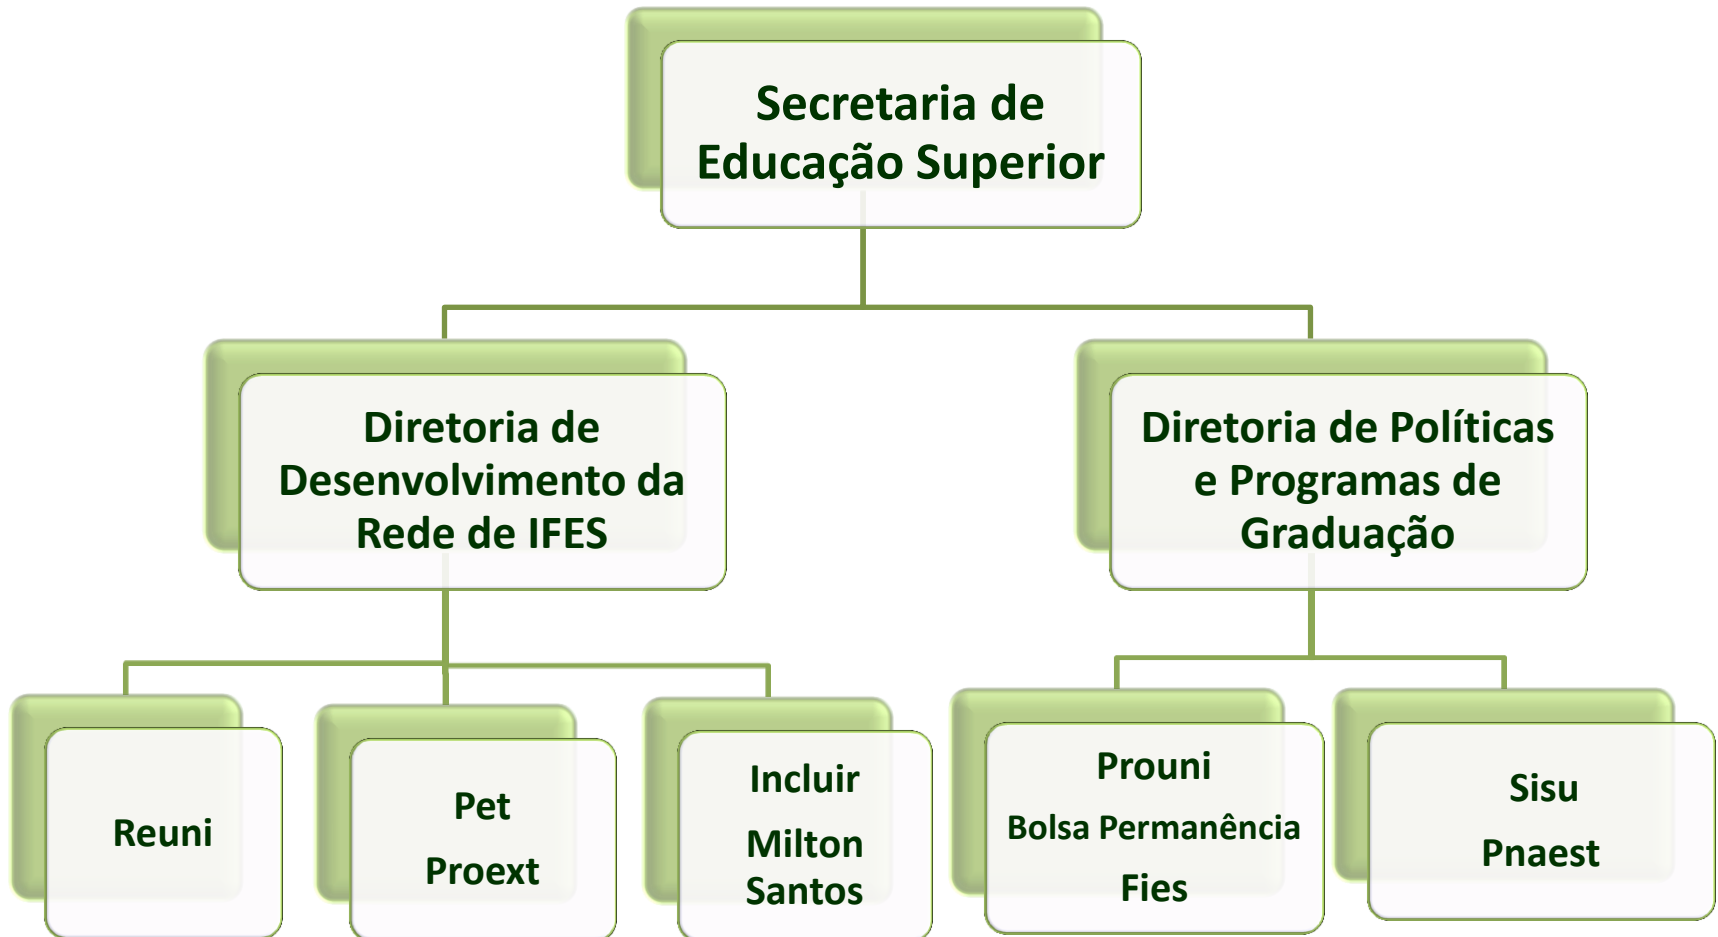 Secretaria de
Educação Superior
Diretoria de
Desenvolvimento da
Rede de IFES
Diretoria de Políticas
e Programas de
Graduação
Reuni
Pet
Proext
Incluir
Milton
Santos
Prouni
Bolsa Permanência
Fies
Sisu
Pnaest